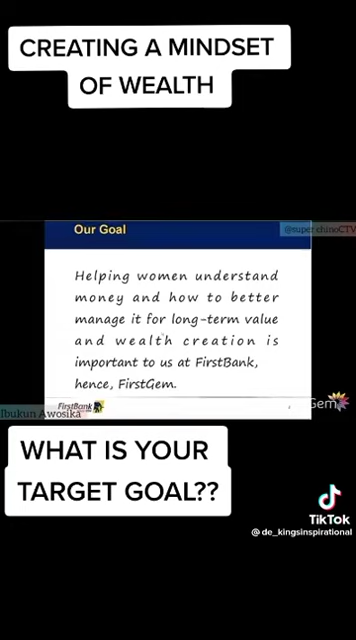 CREATING A MINDSET
OF WEALTH
Our Goal
@super chinoCTV
Helping women understand
money and how to better
manage it for long-term value
and wealth creation is
important to us at FirstBank,
hence, FirstGem.
FirstBank
Gem
Ibukun Awosika
WHAT IS YOUR
TARGET GOAL??
TikTok
@de_kingsinspirational